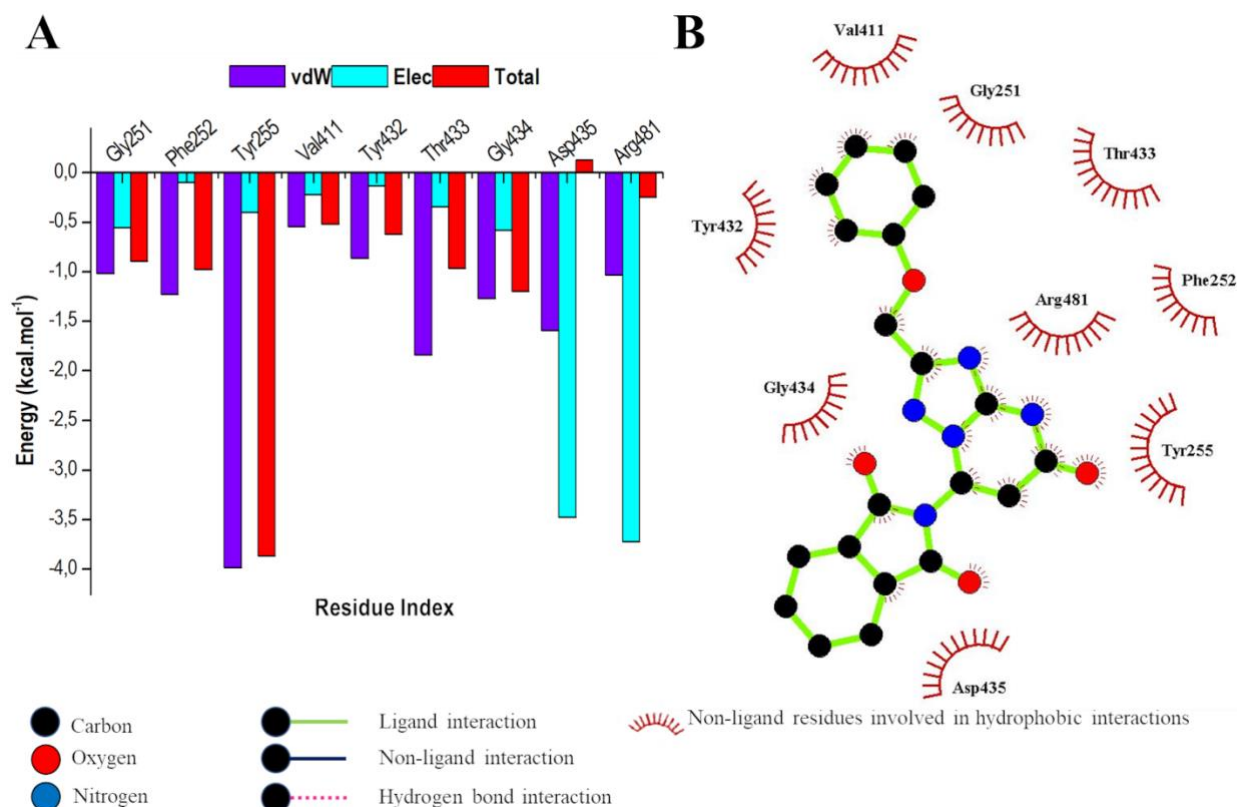 A
B
vdW Elec Total
Gly251 Phe252 Tyr255 Val411 Tyr432 Thr433 Gly434 Asp435 Arg481
0,0
-0,5
-1,0
-1,5
-2,0
-2,5
-3,0
-3,5
-4,0
Energy (kcal.mol⁻¹)
Residue Index
Val411
Gly251
Thr433
Tyr432
Phe252
Arg481
Gly434
Tyr255
Asp435
Carbon
Ligand interaction
Non-ligand residues involved in hydrophobic interactions
Oxygen
Non-ligand interaction
Nitrogen
Hydrogen bond interaction